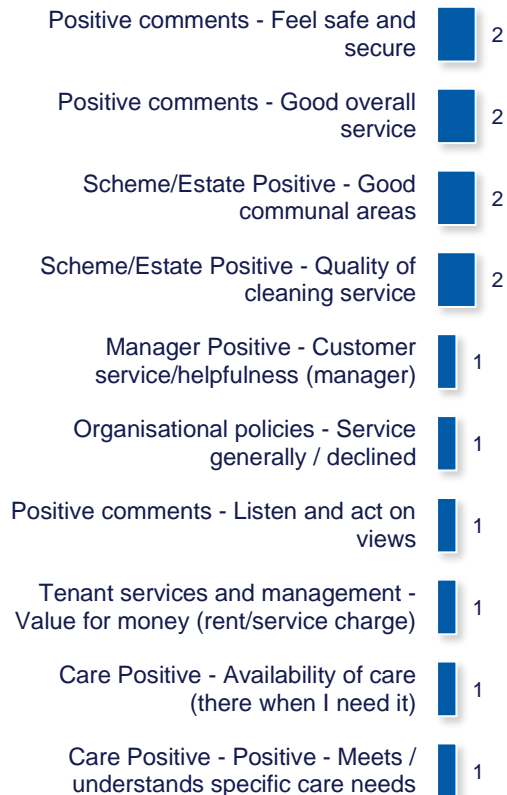 Positive comments - Feel safe and
secure
2
Positive comments - Good overall
service
2
Scheme/Estate Positive - Good
communal areas
2
Scheme/Estate Positive - Quality of
cleaning service
2
Manager Positive - Customer
service/helpfulness (manager)
1
Organisational policies - Service
generally / declined
1
Positive comments - Listen and act on
views
1
Tenant services and management -
Value for money (rent/service charge)
1
Care Positive - Availability of care
(there when I need it)
1
Care Positive - Positive - Meets /
understands specific care needs
1